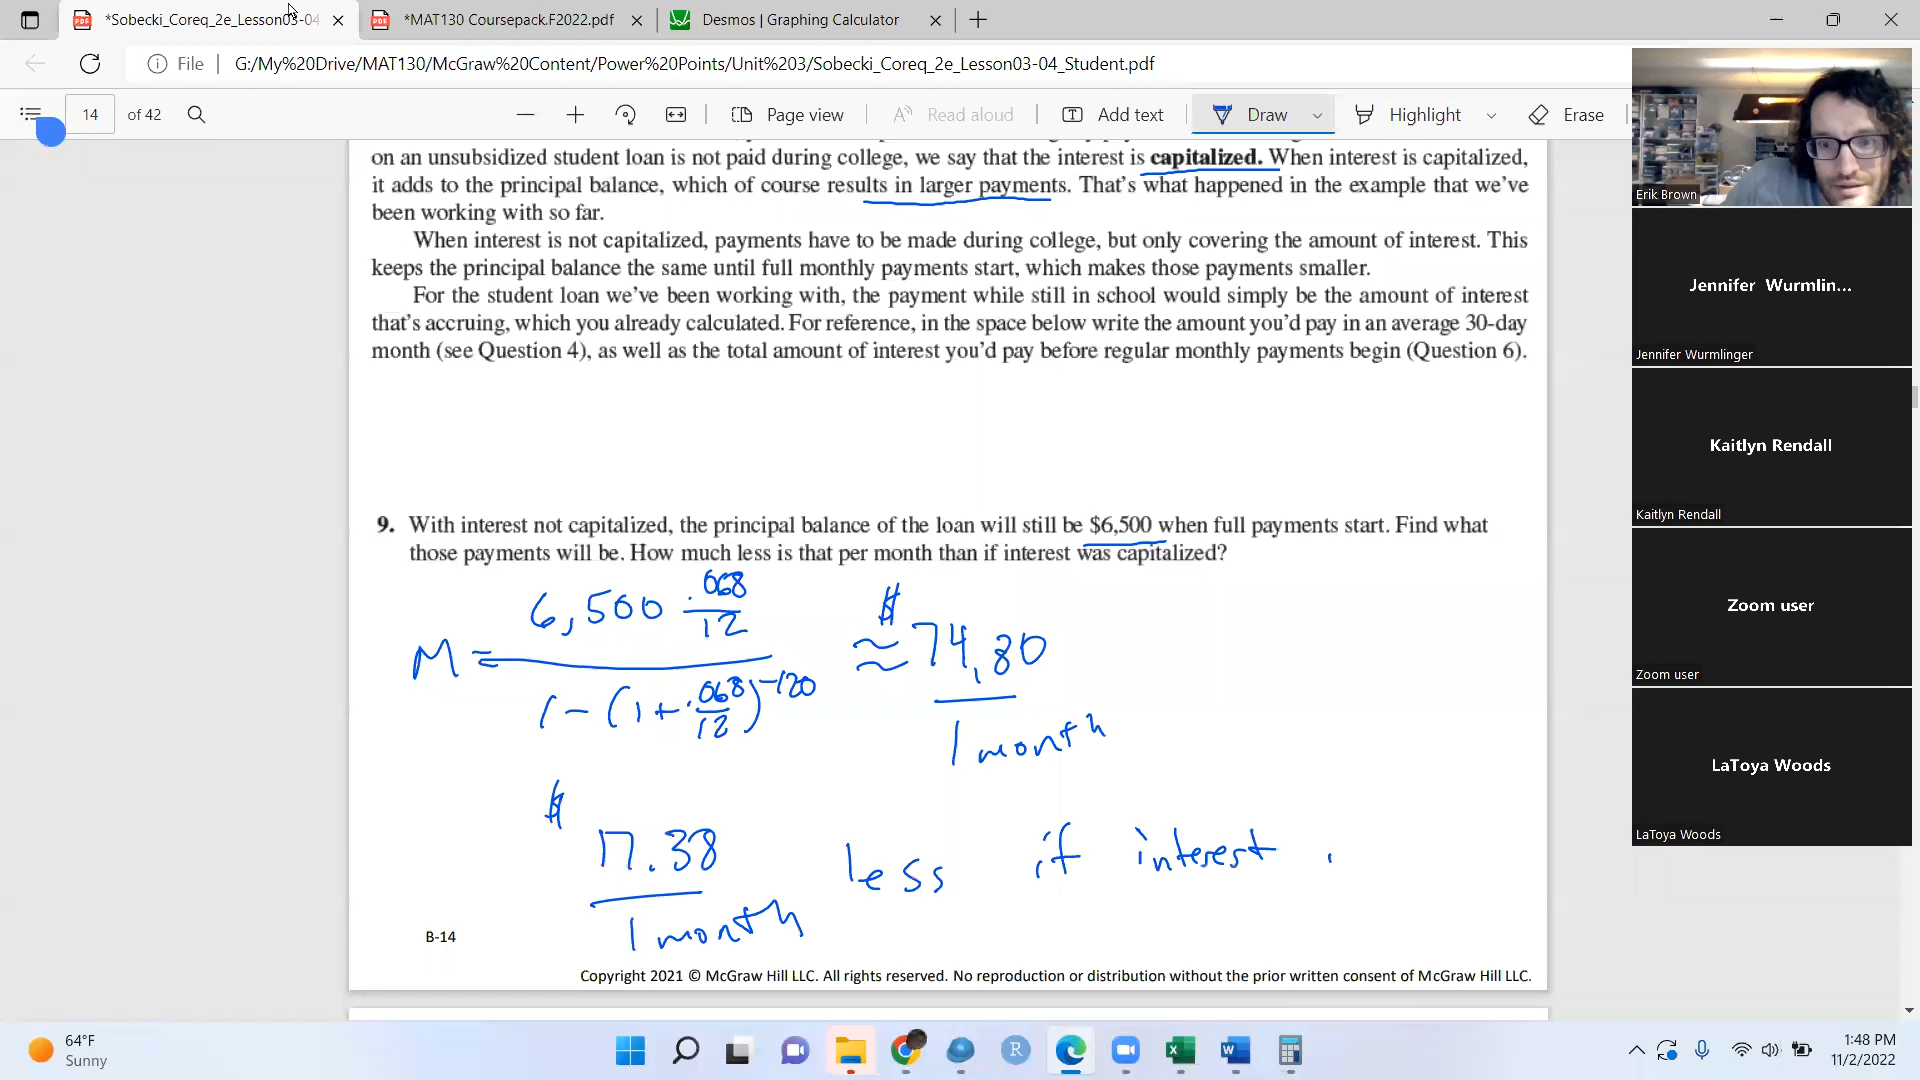 *Sobecki_Coreq_2e_Lesson03-04
*MAT130 Coursepack.F2022.pdf
Desmos | Graphing Calculator
File
G:/My%20Drive/MAT130/McGraw%20Content/Power%20Points/Unit%203/Sobecki_Coreq_2e_Lesson03-04_Student.pdf
14 of 42
Page view
Read aloud
Add text
Draw
Highlight
Erase
on an unsubsidized student loan is not paid during college, we say that the interest is capitalized. When interest is capitalized,
it adds to the principal balance, which of course results in larger payments. That's what happened in the example that we've
been working with so far.
When interest is not capitalized, payments have to be made during college, but only covering the amount of interest. This
keeps the principal balance the same until full monthly payments start, which makes those payments smaller.
For the student loan we've been working with, the payment while still in school would simply be the amount of interest
that's accruing, which you already calculated. For reference, in the space below write the amount you'd pay in an average 30-day
month (see Question 4), as well as the total amount of interest you'd pay before regular monthly payments begin (Question 6).
9. With interest not capitalized, the principal balance of the loan will still be $6,500 when full payments start. Find what
those payments will be. How much less is that per month than if interest was capitalized?
6,500 .068
12
M =
1 - (1 + .068
12)-120
≈ $74.80
1 month
$17.38
1 month
less if interest
B-14
Copyright 2021 © McGraw Hill LLC. All rights reserved. No reproduction or distribution without the prior written consent of McGraw Hill LLC.
Erik Brown
Jennifer Wurmlin...
Jennifer Wurmlinger
Kaitlyn Rendall
Kaitlyn Rendall
Zoom user
Zoom user
LaToya Woods
LaToya Woods
64°F
Sunny
1:48 PM
11/2/2022